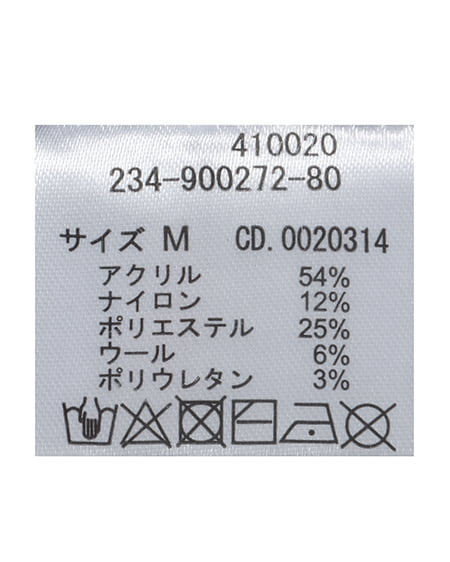 410020
234-900272-80
サイズ M CD.0020314
アクリル 54%
ナイロン 12%
ポリエステル 25%
ウール 6%
ポリウレタン 3%